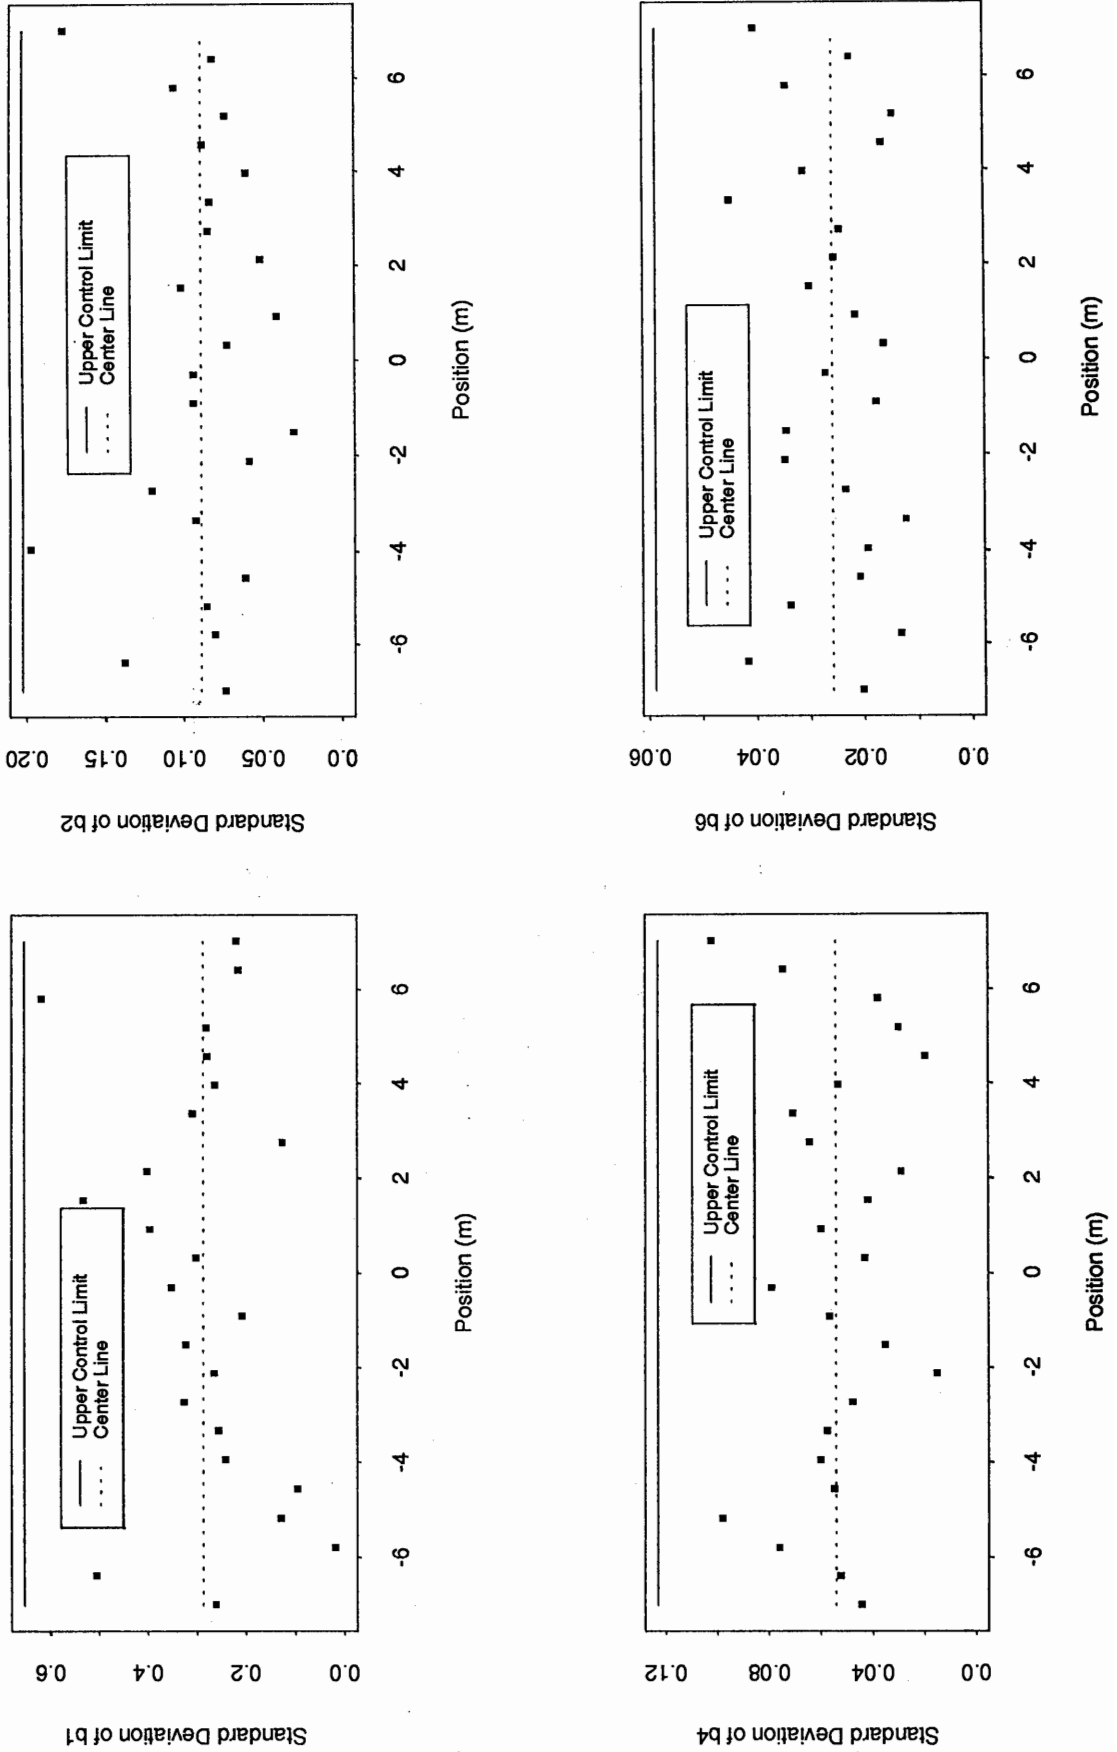 Standard Deviation of b1
0.0
0.2
0.4
0.6
Upper Control Limit
Center Line
-6
-4
-2
0
2
4
6
Position (m)
Standard Deviation of b2
0.0
0.05
0.10
0.15
0.20
Upper Control Limit
Center Line
-6
-4
-2
0
2
4
6
Position (m)
Standard Deviation of b4
0.0
0.04
0.08
0.12
Upper Control Limit
Center Line
-6
-4
-2
0
2
4
6
Position (m)
Standard Deviation of b6
0.0
0.02
0.04
0.06
Upper Control Limit
Center Line
-6
-4
-2
0
2
4
6
Position (m)